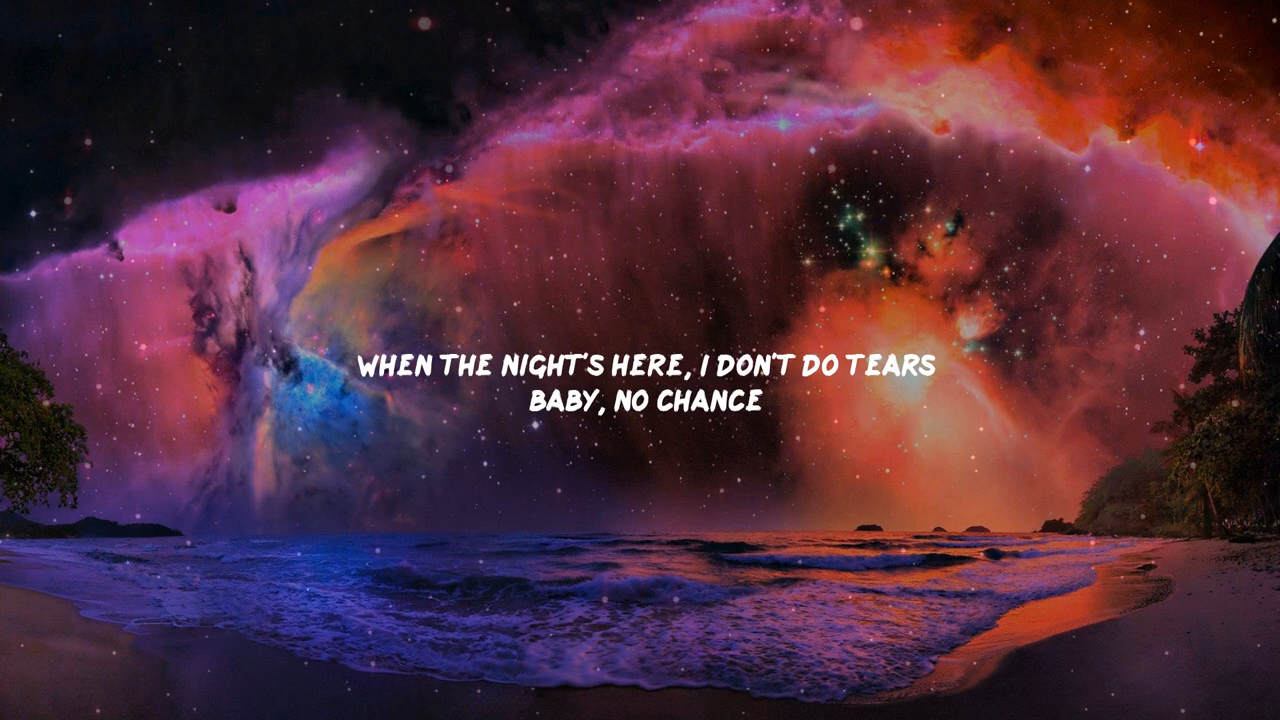 WHEN THE NIGHT'S HERE, I DON'T DO TEARS
BABY, NO CHANCE